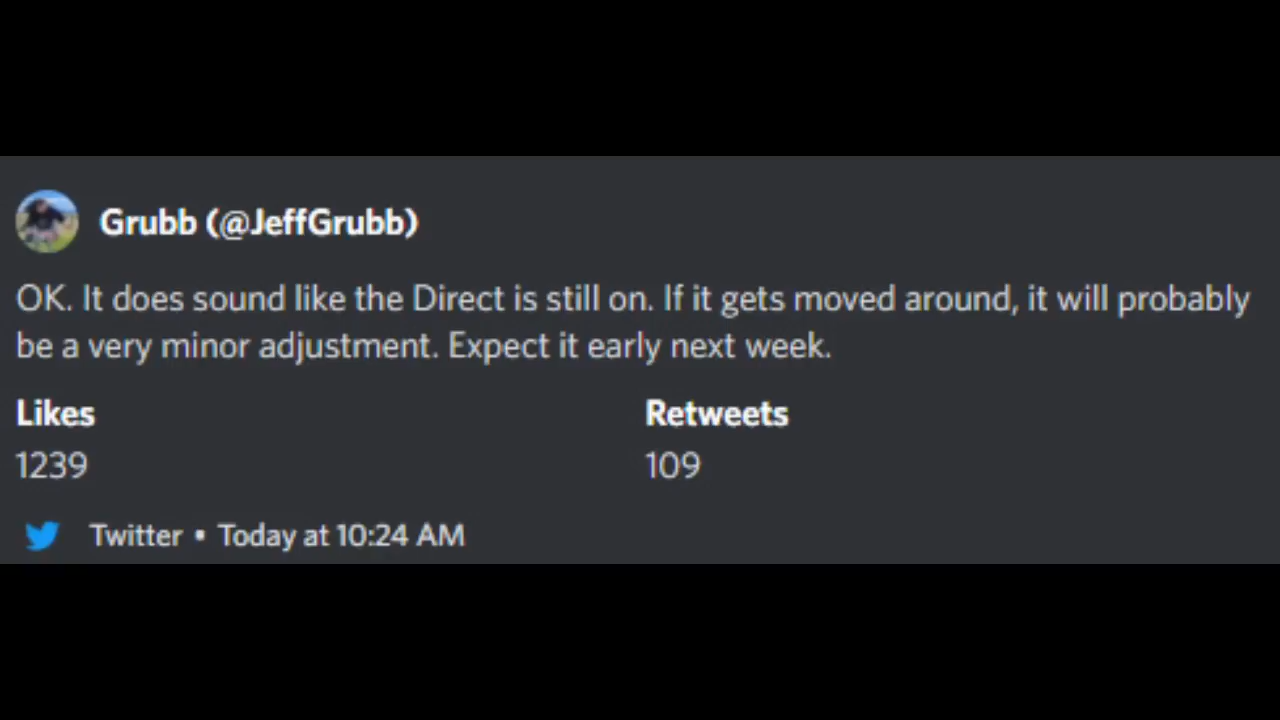 Grubb (@JeffGrubb)
OK. It does sound like the Direct is still on. If it gets moved around, it will probably
be a very minor adjustment. Expect it early next week.
Likes Retweets
1239 109
Twitter • Today at 10:24 AM